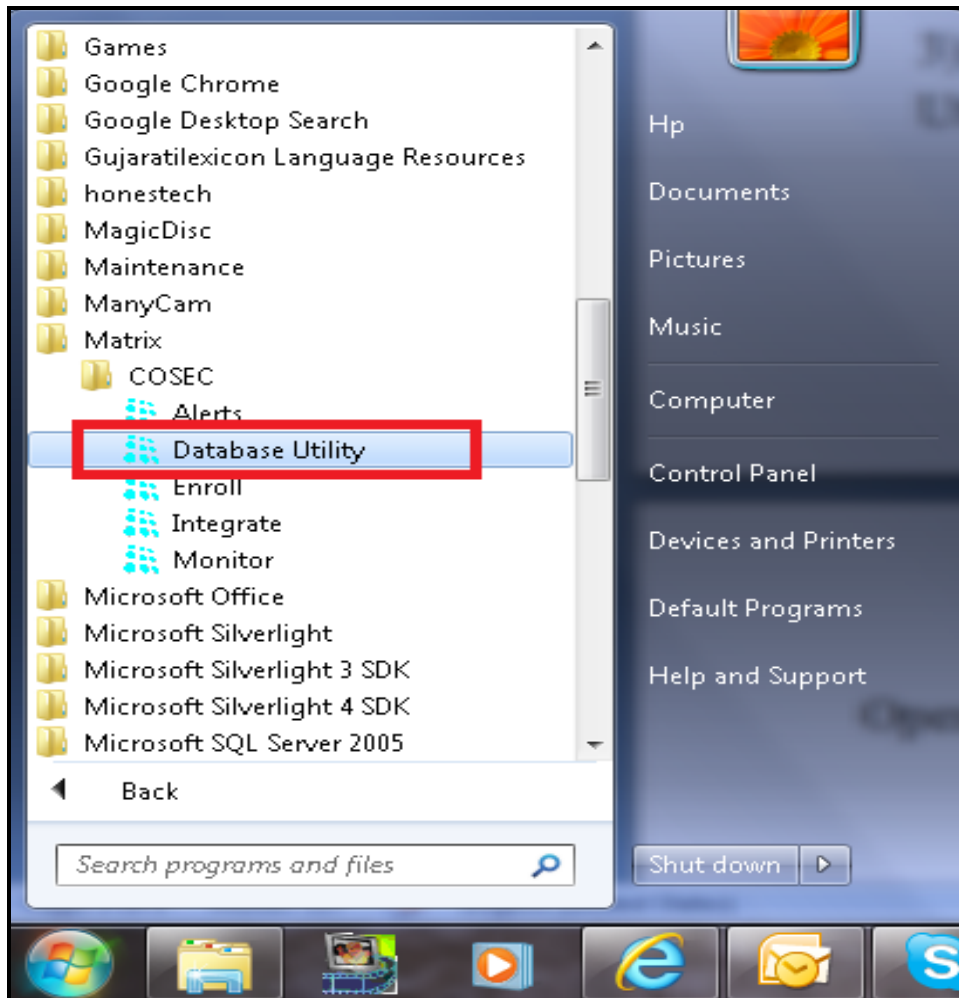 Games
Google Chrome
Google Desktop Search
Gujaratilexicon Language Resources
honestech
MagicDisc
Maintenance
ManyCam
Matrix
COSEC
Alerts
Database Utility
Enroll
Integrate
Monitor
Microsoft Office
Microsoft Silverlight
Microsoft Silverlight 3 SDK
Microsoft Silverlight 4 SDK
Microsoft SQL Server 2005
Back
Search programs and files
Hp
Documents
Pictures
Music
Computer
Control Panel
Devices and Printers
Default Programs
Help and Support
Shut down